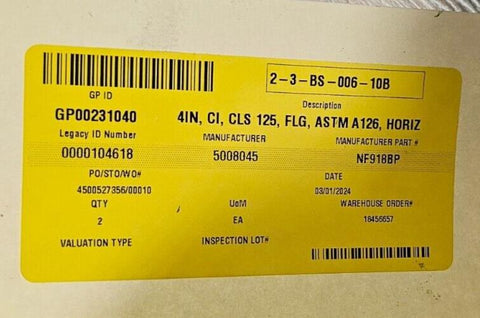 2-3-BS-006-10B
GP ID
Description
GP00231040
4IN, CI, CLS 125, FLG, ASTM A126, HORIZ
Legacy ID Number
MANUFACTURER
MANUFACTURER PART #
0000104618
5008045
NF918BP
PO/STO/WO#
DATE
4500527356/00010
03/01/2024
QTY
UoM
WAREHOUSE ORDER#
2
EA
18456657
VALUATION TYPE
INSPECTION LOT#